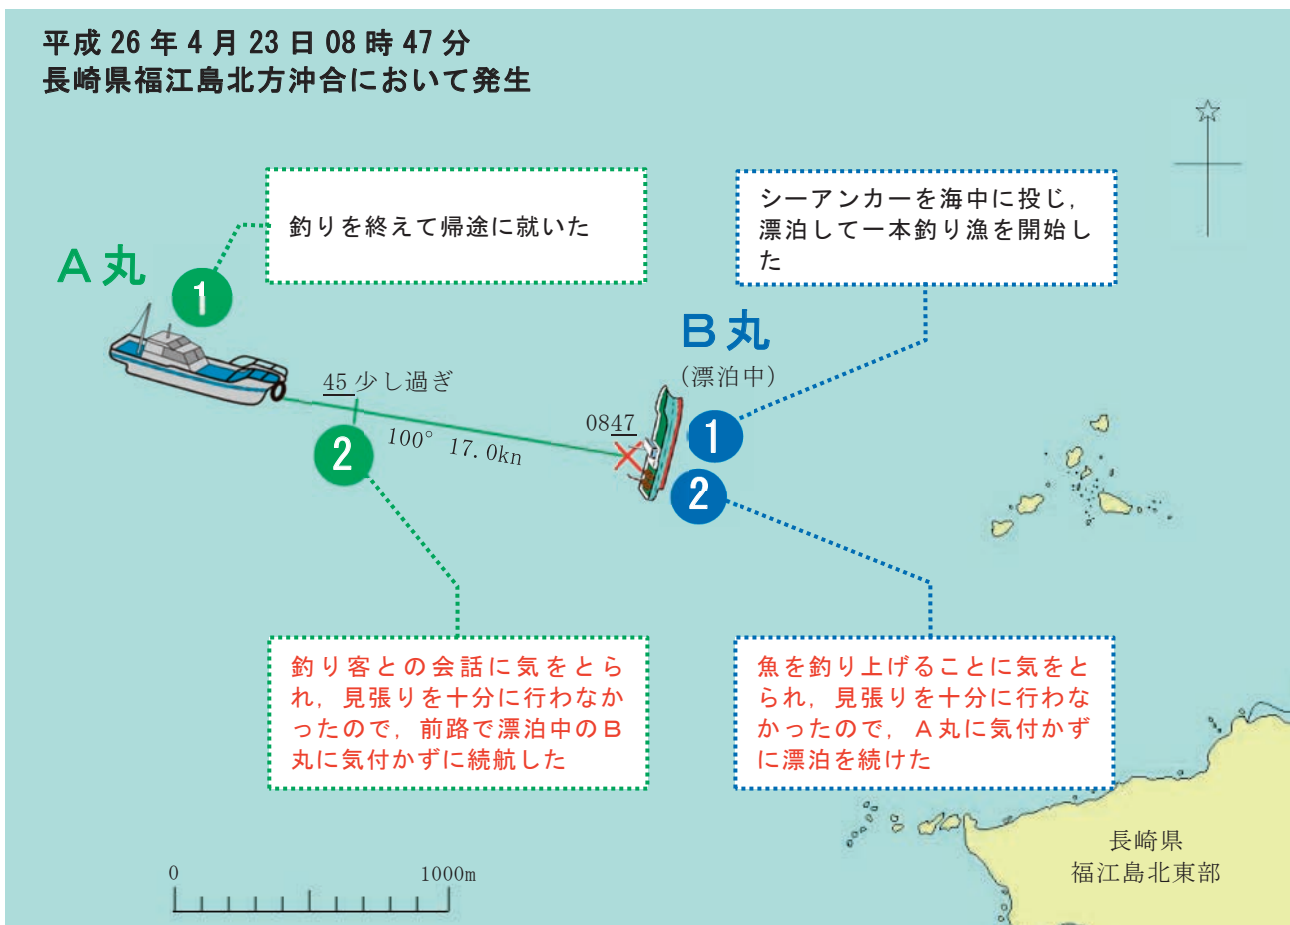 平成 26 年 4 月 23 日 08 時 47 分
長崎県福江島北方沖合において発生
釣りを終えて帰途に就いた
シーアンカーを海中に投じ,
漂泊して一本釣り漁を開始し
た
A丸
1
B丸
(漂泊中)
45 少し過ぎ
0847
1
2
100° 17.0kn
2
釣り客との会話に気をとら
れ, 見張りを十分に行わなか
ったので, 前路で漂泊中のB
丸に気付かずに続航した
魚を釣り上げることに気をと
られ, 見張りを十分に行わな
かったので, A丸に気付かず
に漂泊を続けた
長崎県
福江島北東部
0 1000m